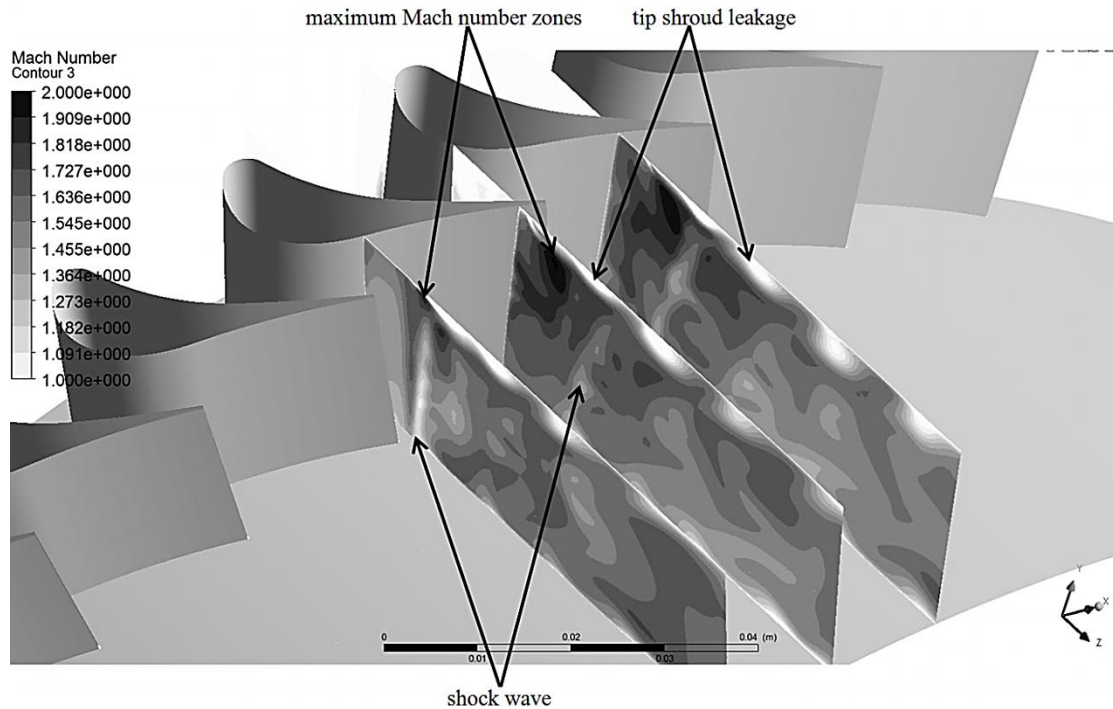 maximum Mach number zones
tip shroud leakage
Mach Number
Contour 3
2.000e+000
1.909e+000
1.818e+000
1.727e+000
1.636e+000
1.545e+000
1.455e+000
1.364e+000
1.273e+000
1.182e+000
1.091e+000
1.000e+000
Y
X
Z
0
0.02
0.04 (m)
0.01
0.03
shock wave